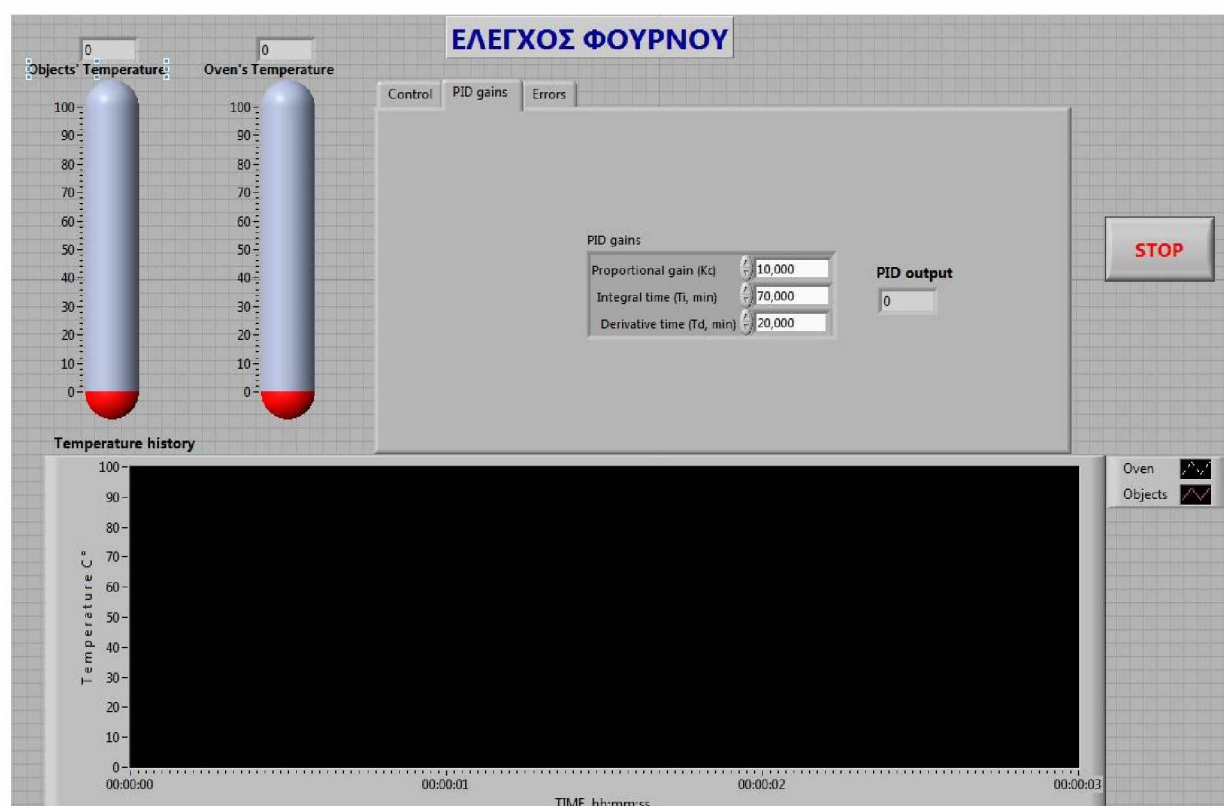 ΕΛΕΓΧΟΣ ΦΟΥΡΝΟΥ
0
0
Objects' Temperature
Oven's Temperature
100
90
80
70
60
50
40
30
20
10
0
100
90
80
70
60
50
40
30
20
10
0
Control
PID gains
Errors
PID gains
Proportional gain (Kc)
10,000
Integral time (Ti, min)
70,000
Derivative time (Td, min)
20,000
PID output
0
STOP
Temperature history
Oven
Objects
Temperature C°
100
90
80
70
60
50
40
30
20
10
0
00:00:00
00:00:01
00:00:02
00:00:03
TIME hh:mm:ss